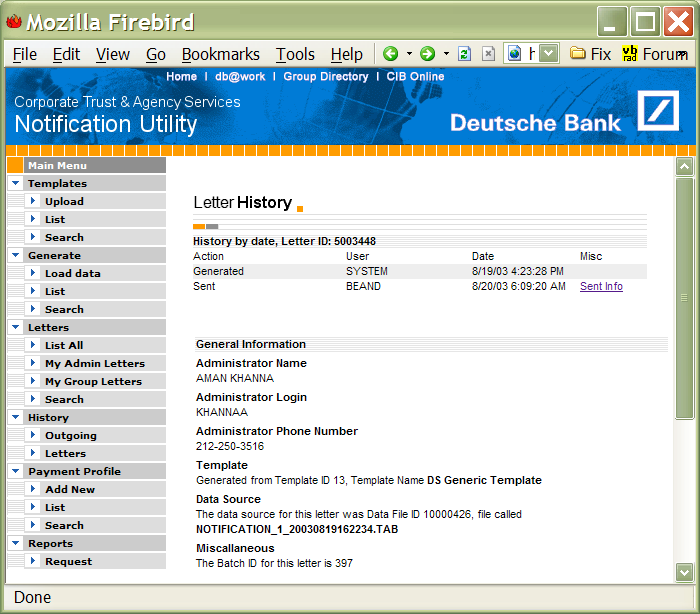 Mozilla Firebird
File Edit View Go Bookmarks Tools Help Fix vb rad Forum »
Home | db@work | Group Directory | CIB Online
Corporate Trust & Agency Services
Notification Utility
Deutsche Bank
Main Menu
Templates
Upload
List
Search
Generate
Load data
List
Search
Letters
List All
My Admin Letters
My Group Letters
Search
History
Outgoing
Letters
Payment Profile
Add New
List
Search
Reports
Request
Letter History
History by date, Letter ID: 5003448
Action User Date Misc
Generated SYSTEM 8/19/03 4:23:28 PM
Sent BEAND 8/20/03 6:09:20 AM Sent Info
General Information
Administrator Name
AMAN KHANNA
Administrator Login
KHANNAA
Administrator Phone Number
212-250-3516
Template
Generated from Template ID 13, Template Name DS Generic Template
Data Source
The data source for this letter was Data File ID 10000426, file called
NOTIFICATION_1_20030819162234.TAB
Miscellaneous
The Batch ID for this letter is 397
Done